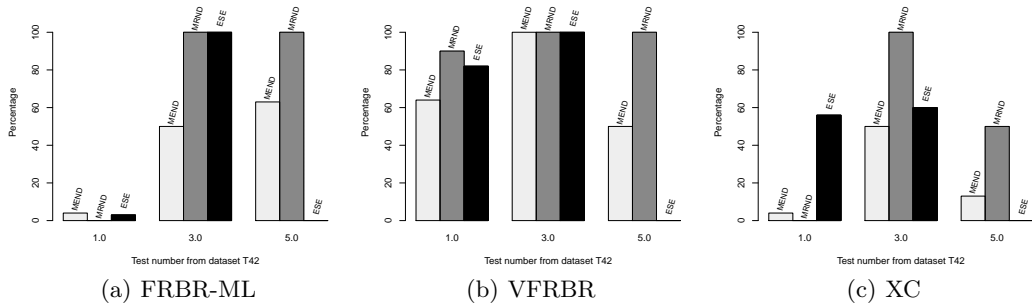 Percentage
0 20 40 60 80 100
MEND MRND ESE
MEND MRND ESE
MEND MRND ESE
1.0 3.0 5.0
Test number from dataset T42
(a) FRBR-ML
Percentage
0 20 40 60 80 100
MEND MRND ESE
MEND MRND ESE
MEND MRND ESE
1.0 3.0 5.0
Test number from dataset T42
(b) VFRBR
Percentage
0 20 40 60 80 100
MEND MRND ESE
MEND MRND ESE
MEND MRND ESE
1.0 3.0 5.0
Test number from dataset T42
(c) XC